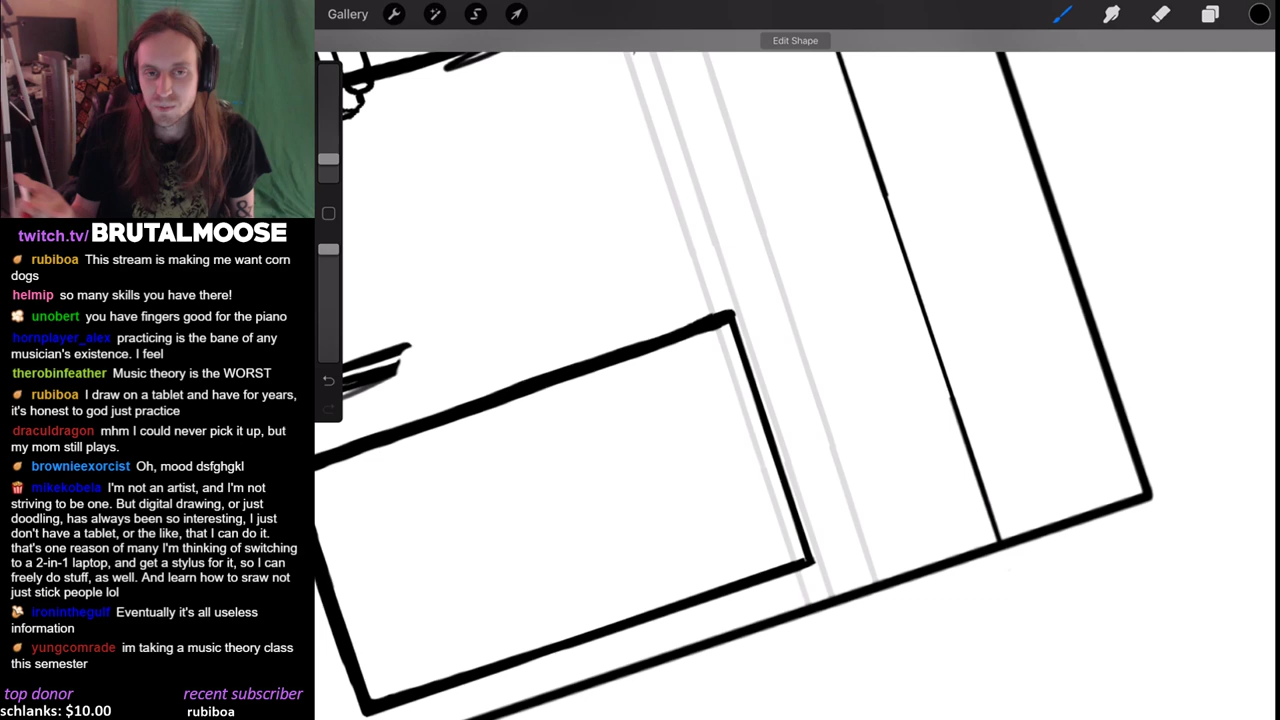 Gallery
Edit Shape
twitch.tv/BRUTALMOOSE
rubiboa This stream is making me want corn
dogs
helmip so many skills you have there!
unobert you have fingers good for the piano
hornplayer_alex practicing is the bane of any
musician's existence. I feel
therobinfeather Music theory is the WORST
rubiboa I draw on a tablet and have for years,
it's honest to god just practice
draculdragon mhm I could never pick it up, but
my mom still plays.
brownieexorcist Oh, mood dsfghgkl
mikekobela I'm not an artist, and I'm not
striving to be one. But digital drawing, or just
doodling, has always been so interesting, I just
don't have a tablet, or the like, that I can do it.
that's one reason of many I'm thinking of switching
to a 2-in-1 laptop, and get a stylus for it, so I can
freely do stuff, as well. And learn how to sraw not
just stick people lol
ironinthegulf Eventually it's all useless
information
yungcomrade im taking a music theory class
this semester
top donor recent subscriber
schlanks: $10.00 rubiboa